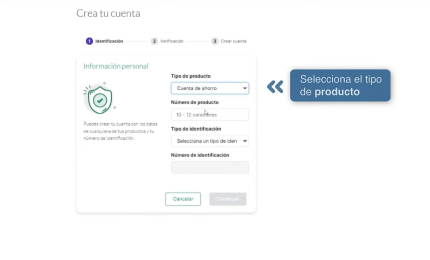 Crea tu cuenta
1 Identificación 2 Verificación 3 Crear cuenta
Información personal
Tipo de producto
Cuenta de ahorro
Número de producto
10 - 12 caracteres
Puedes crear tu cuenta con los datos
de cualquiera de tus productos y tu
número de identificación.
Tipo de identificación
Selecciona un tipo de iden
Número de identificación
Cancelar Continuar
Selecciona el tipo
de producto